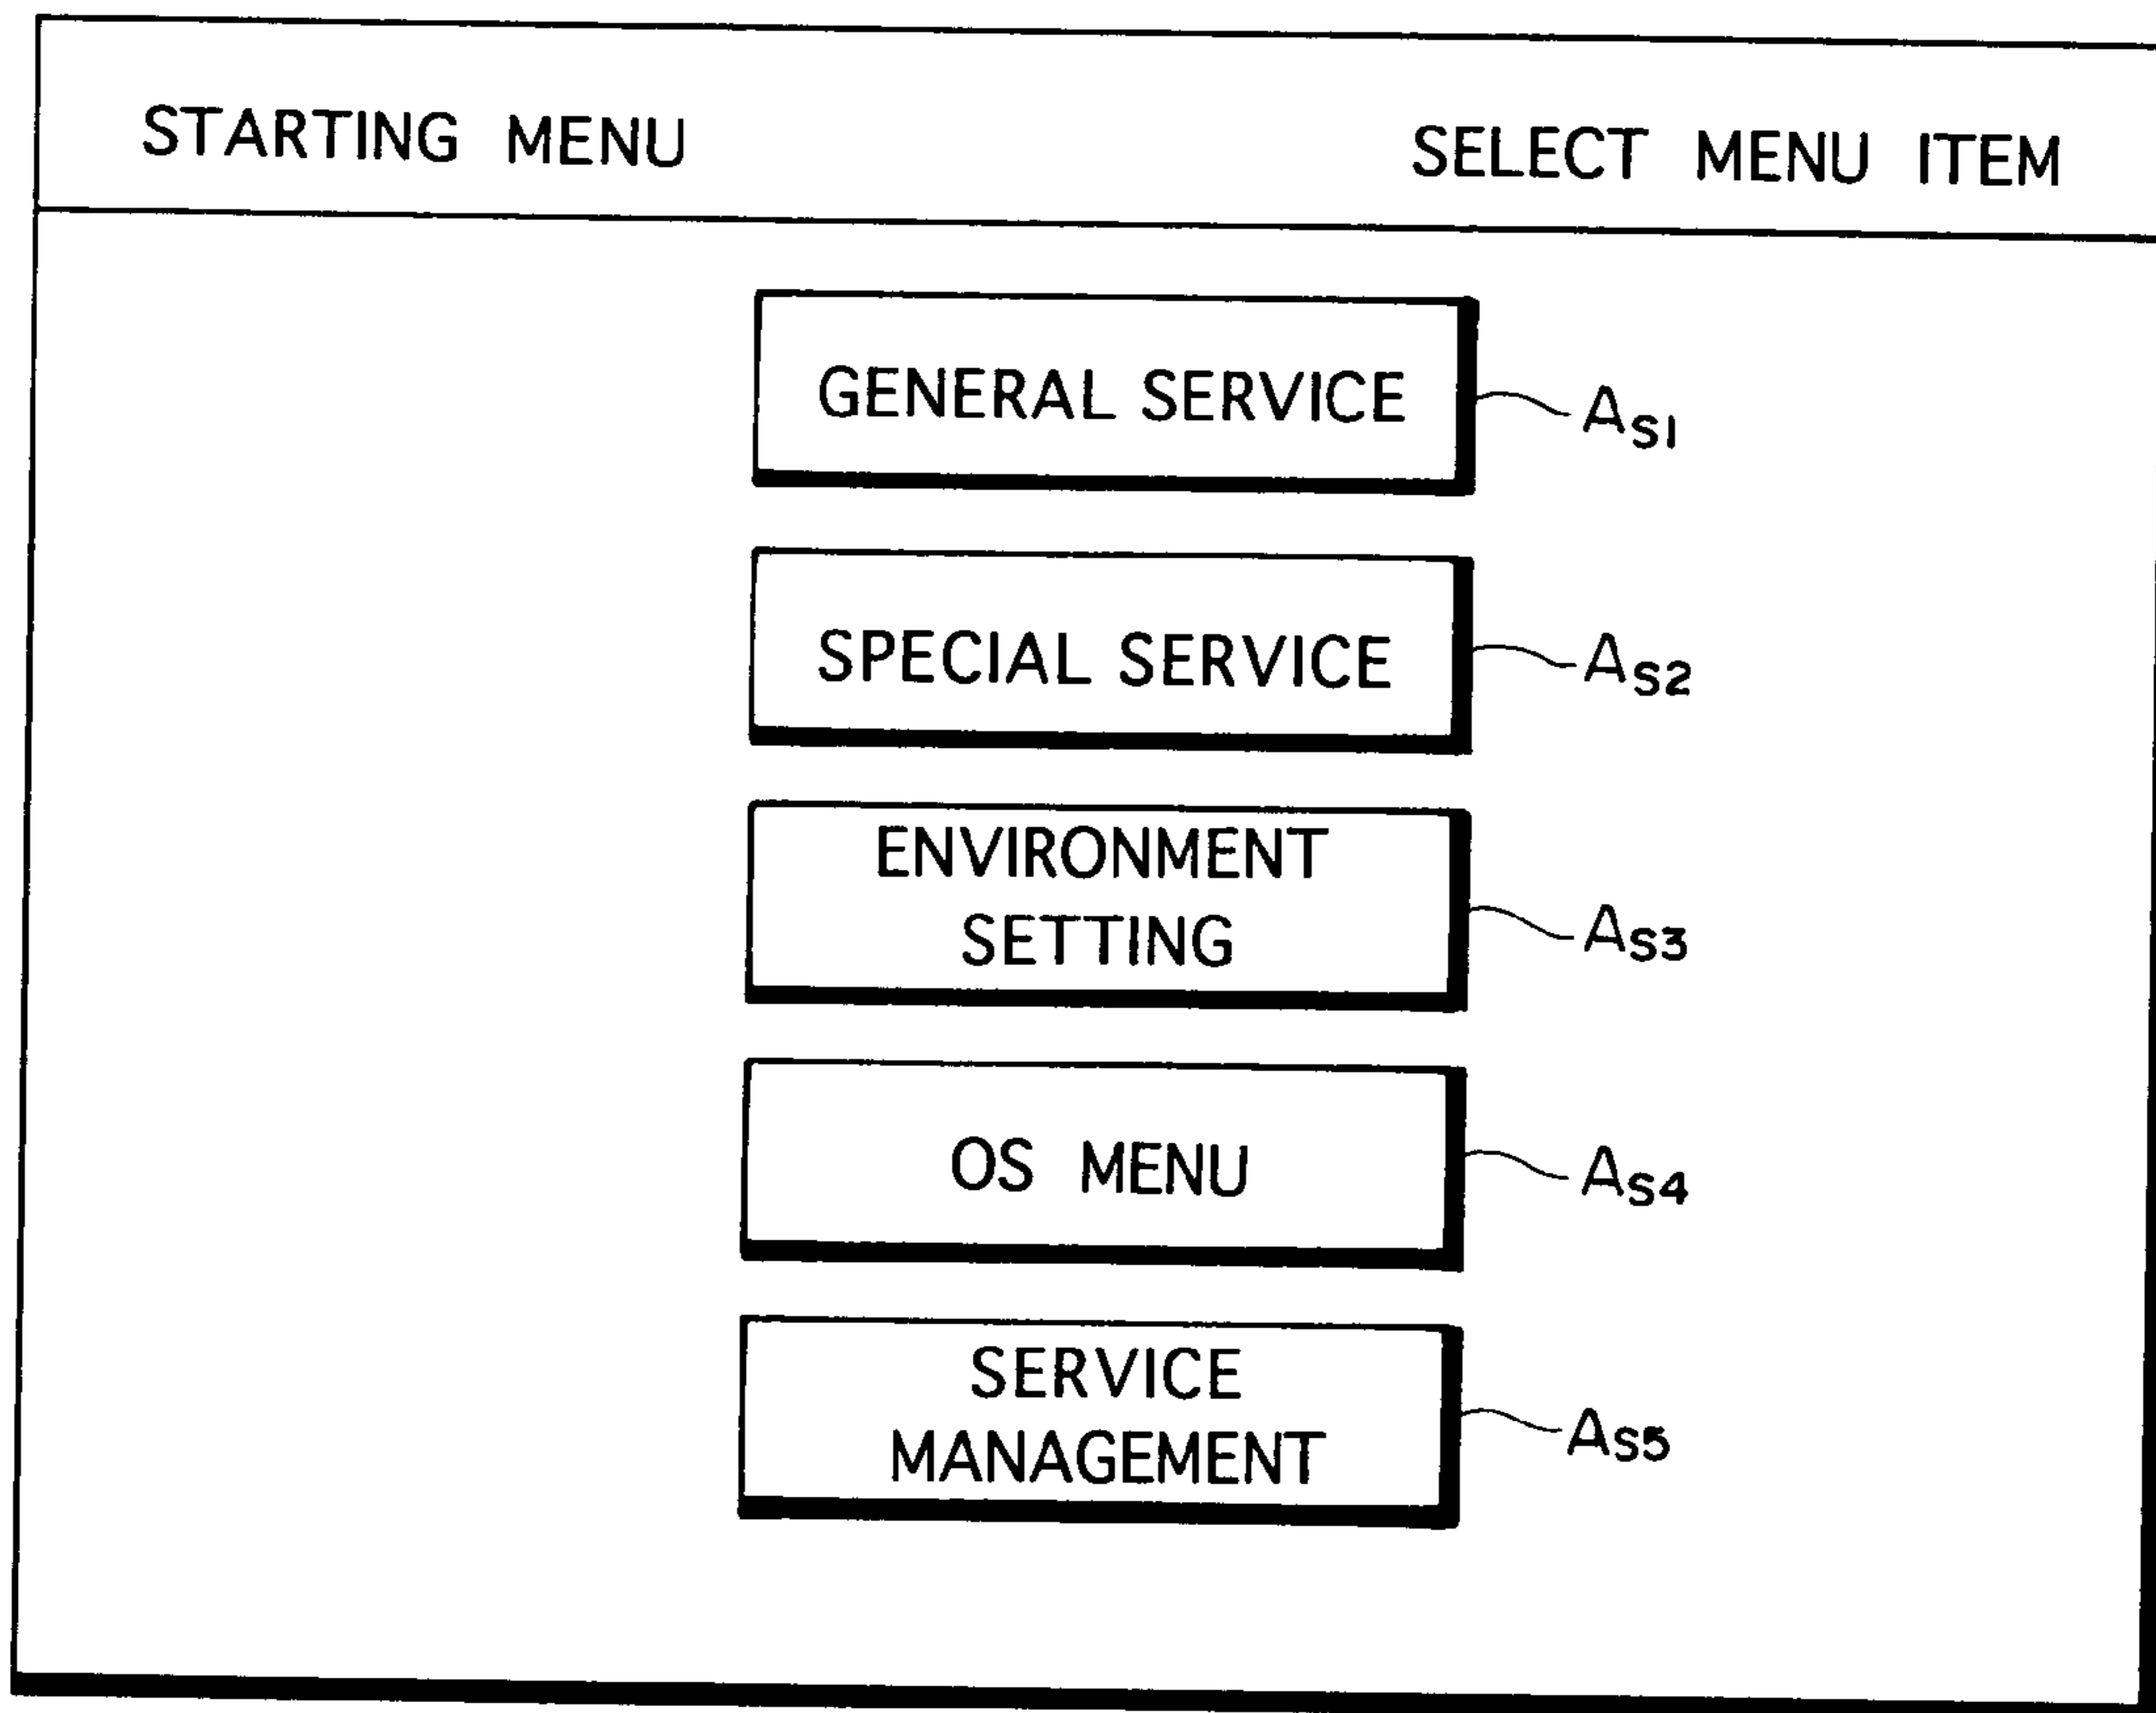 STARTING MENU
SELECT MENU ITEM
GENERAL SERVICE
AS1
SPECIAL SERVICE
AS2
ENVIRONMENT
SETTING
AS3
OS MENU
AS4
SERVICE
MANAGEMENT
AS5